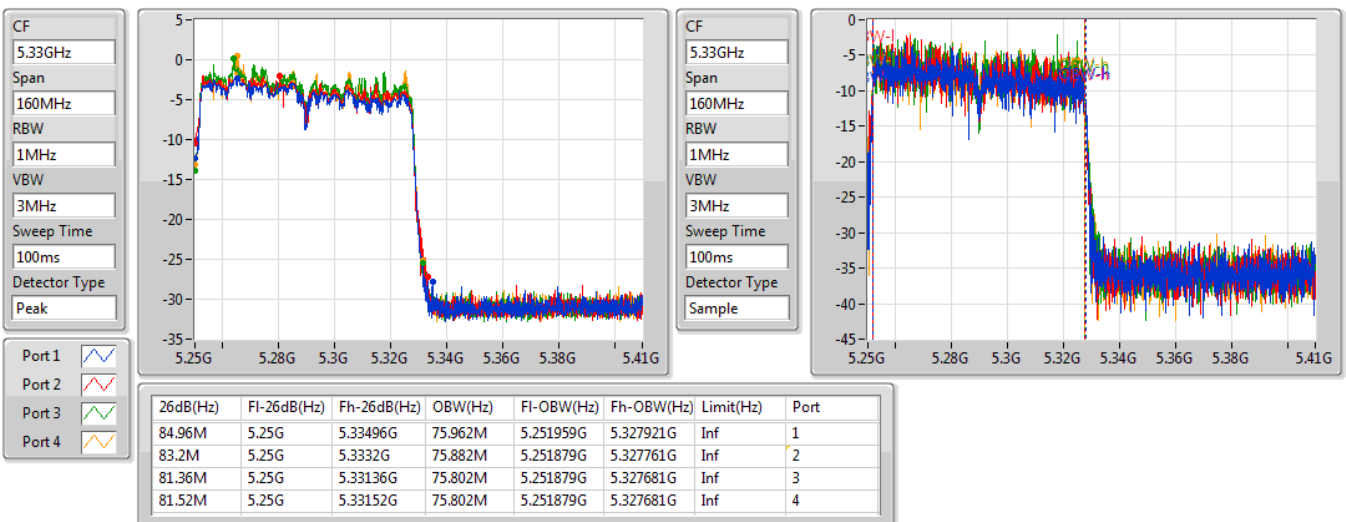 CF
5.33GHz
Span
160MHz
RBW
1MHz
VBW
3MHz
Sweep Time
100ms
Detector Type
Peak
Port 1
Port 2
Port 3
Port 4
5
0
-5
-10
-15
-20
-25
-30
-35
5.25G 5.28G 5.3G 5.32G 5.34G 5.36G 5.38G 5.41G
CF
5.33GHz
Span
160MHz
RBW
1MHz
VBW
3MHz
Sweep Time
100ms
Detector Type
Sample
0
-5
-10
-15
-20
-25
-30
-35
-40
-45
5.25G 5.28G 5.3G 5.32G 5.34G 5.36G 5.38G 5.41G
26dB(Hz) Fl-26dB(Hz) Fh-26dB(Hz) OBW(Hz) Fl-OBW(Hz) Fh-OBW(Hz) Limit(Hz) Port
84.96M 5.25G 5.33496G 75.962M 5.251959G 5.327921G Inf 1
83.2M 5.25G 5.3332G 75.882M 5.251879G 5.327761G Inf 2
81.36M 5.25G 5.33136G 75.802M 5.251879G 5.327681G Inf 3
81.52M 5.25G 5.33152G 75.802M 5.251879G 5.327681G Inf 4